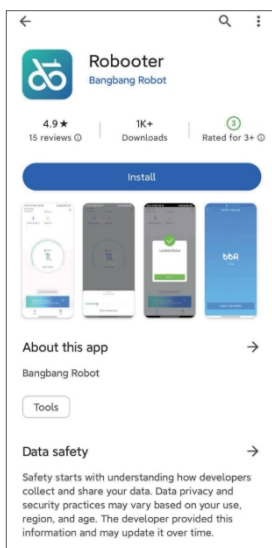 Robooter
Bangbang Robot
4.9★
15 reviews
1K+
Downloads
3
Rated for 3+
Install
71
bbR
About this app
Bangbang Robot
Tools
Data safety
Safety starts with understanding how developers
collect and share your data. Data privacy and
security practices may vary based on your use,
region, and age. The developer provided this
information and may update it over time.